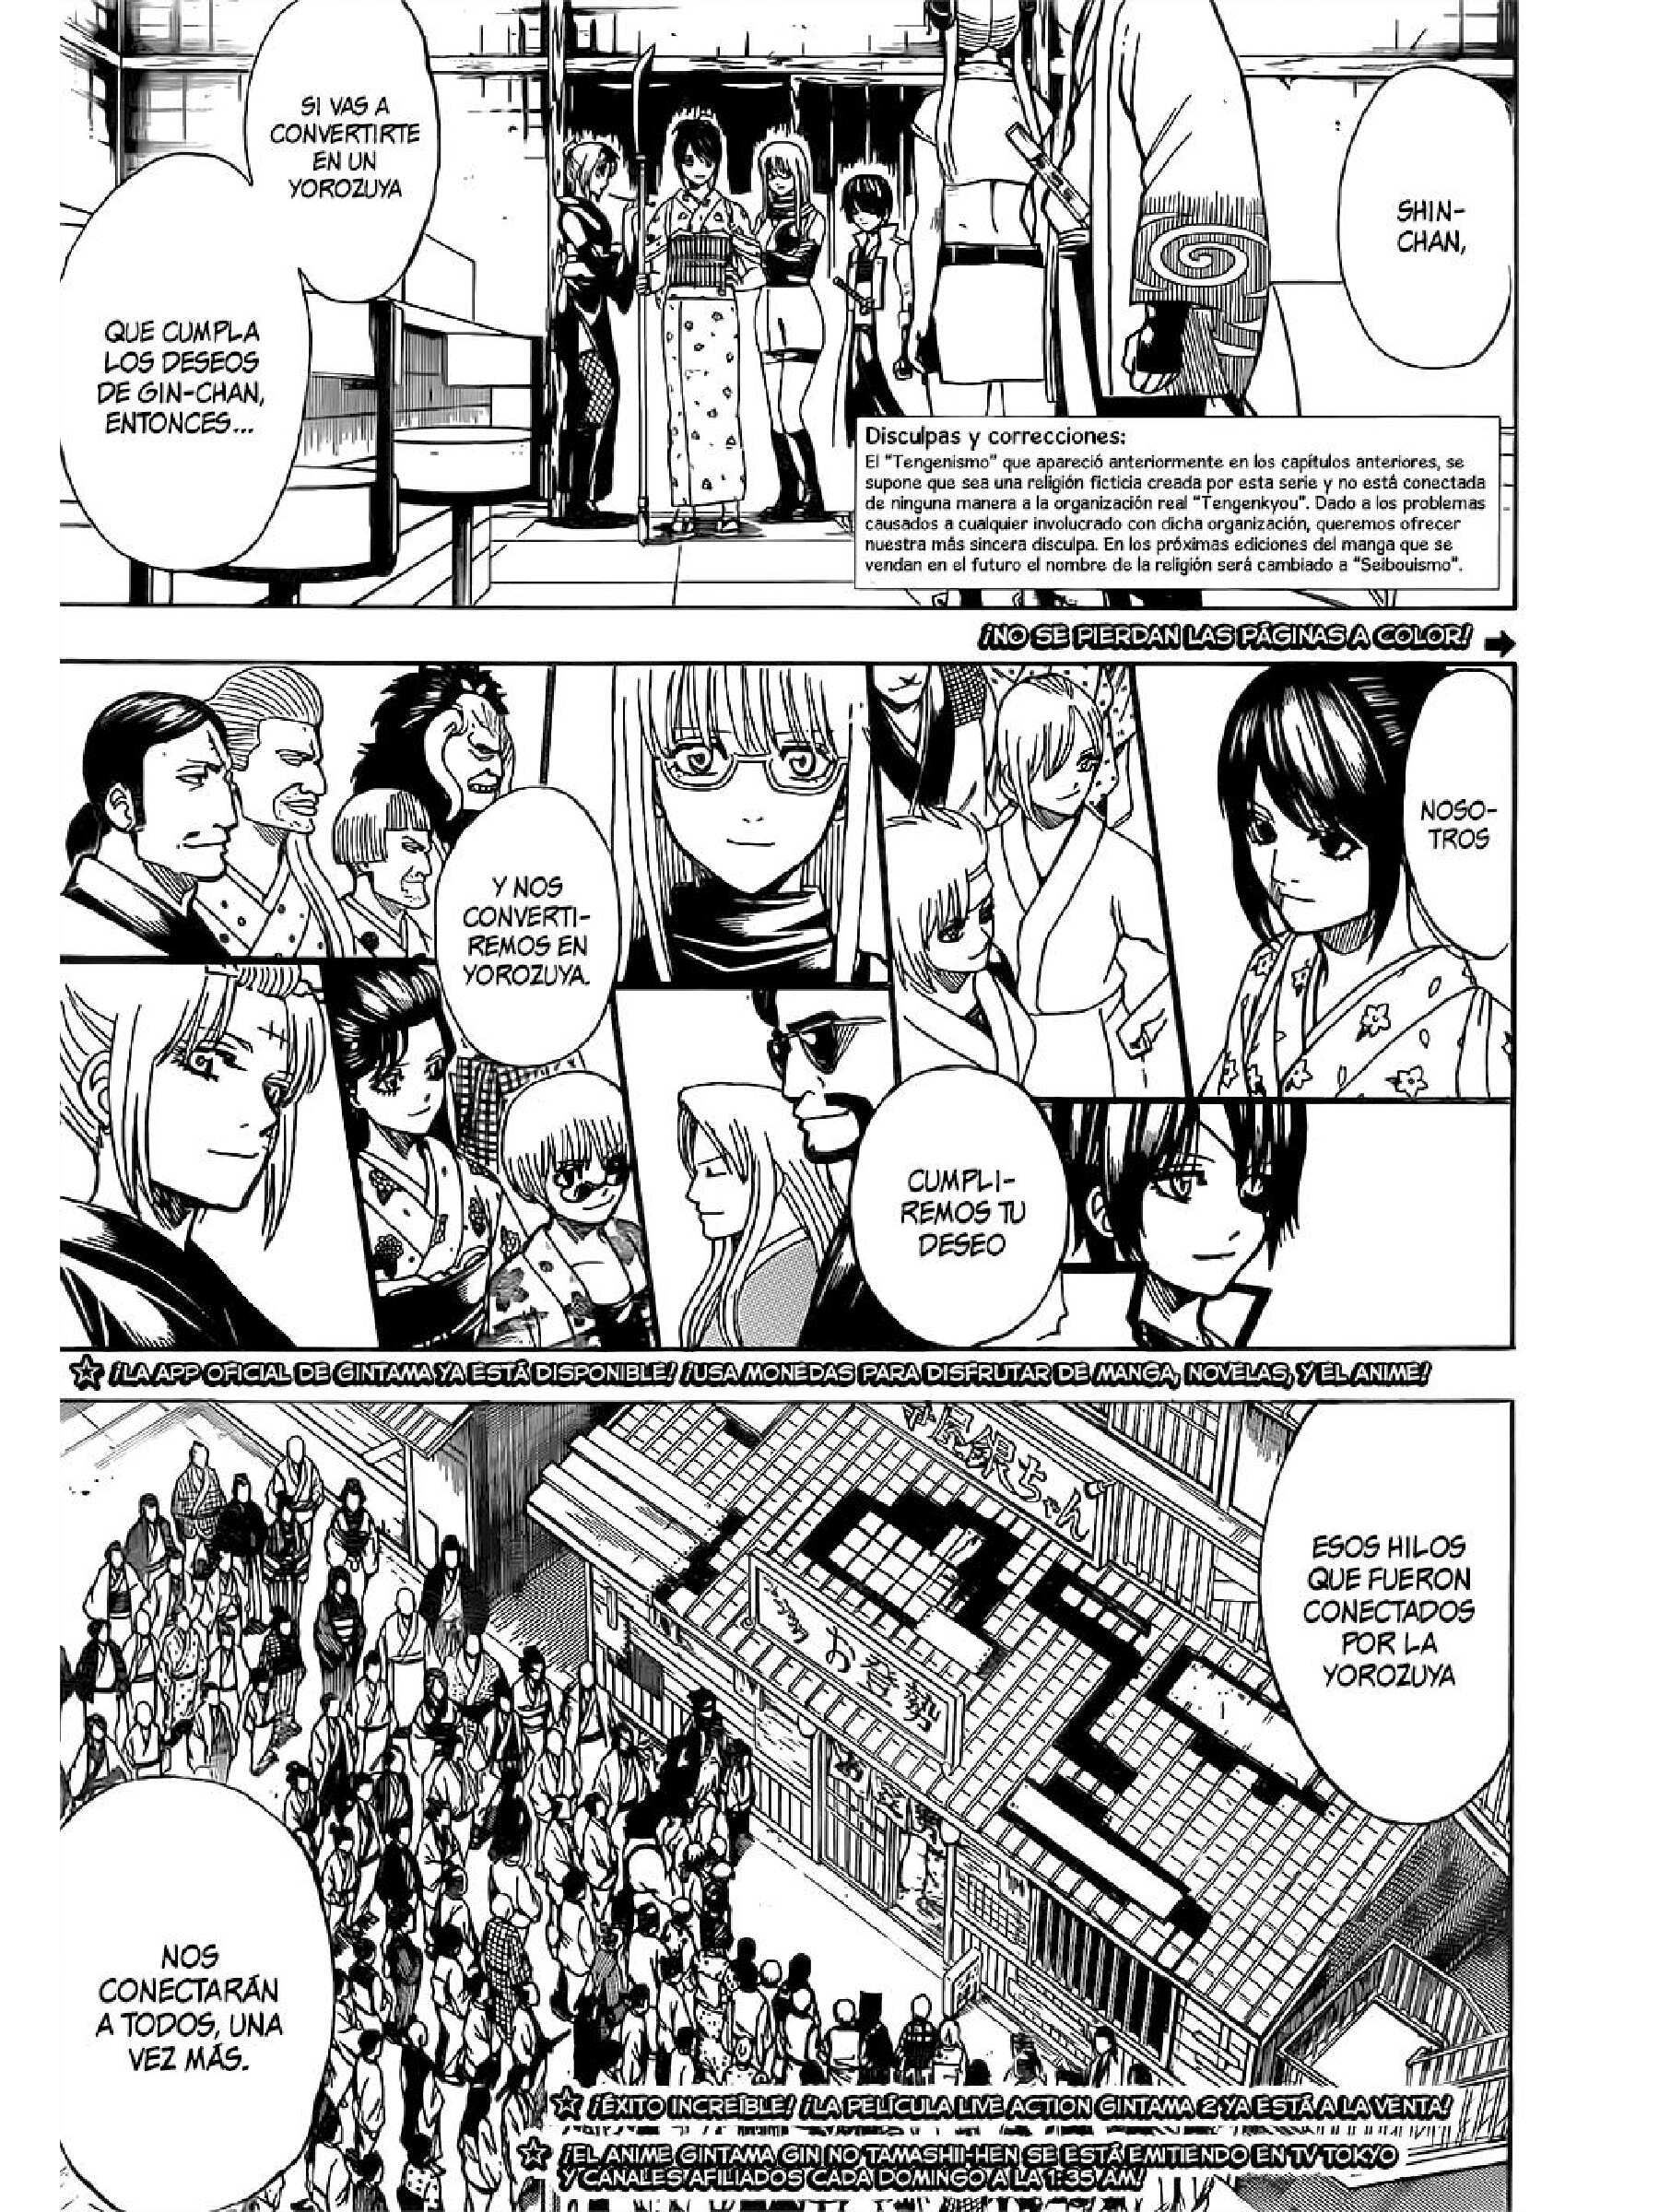 SHIN-
CHAN,
SI VAS A
CONVERTIRTE
EN UN
YOROZUYA
QUE CUMPLA
LOS DESEOS
DE GIN-CHAN,
ENTONCES...
Disculpas y correcciones:
El "Tengenismo" que apareció anteriormente en los capítulos anteriores, se
supone que sea una religión ficticia creada por esta serie y no está conectada
de ninguna manera a la organización real "Tengenkyou". Dado a los problemas
causados a cualquier involucrado con dicha organización, queremos ofrecer
nuestra más sincera disculpa. En los próximas ediciones del manga que se
vendan en el futuro el nombre de la religión será cambiado a "Seibouismo".
¡NO SE PIERDAN LAS PÁGINAS A COLOR!
NOSO-
TROS
Y NOS
CONVERTI-
REMOS EN
YOROZUYA.
CUMPLI-
REMOS TU
DESEO
¡LA APP OFICIAL DE GINTAMA YA ESTÁ DISPONIBLE! ¡USA MONEDAS PARA DISFRUTAR DE MANGA, NOVELAS, Y EL ANIME!
銀ちゃん
お登勢
ESOS HILOS
QUE FUERON
CONECTADOS
POR LA
YOROZUYA
NOS
CONECTARÁN
A TODOS, UNA
VEZ MÁS.
¡ÉXITO INCREÍBLE! ¡LA PELÍCULA LIVE ACTION GINTAMA 2 YA ESTÁ A LA VENTA!
¡EL ANIME GINTAMA GIN NO TAMASHII-HEN SE ESTÁ EMITIENDO EN TV TOKYO
Y CANALES AFILIADOS CADA DOMINGO A LA 1:35 AM!